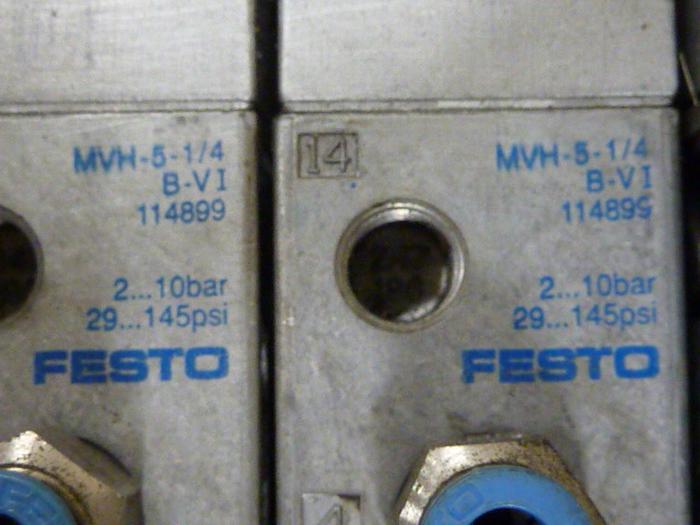 MVH-5-1/4
B-VI
114899
2...10bar
29...145psi
FESTO
14
MVH-5-1/4
B-VI
114899
2...10bar
29...145psi
FESTO
4